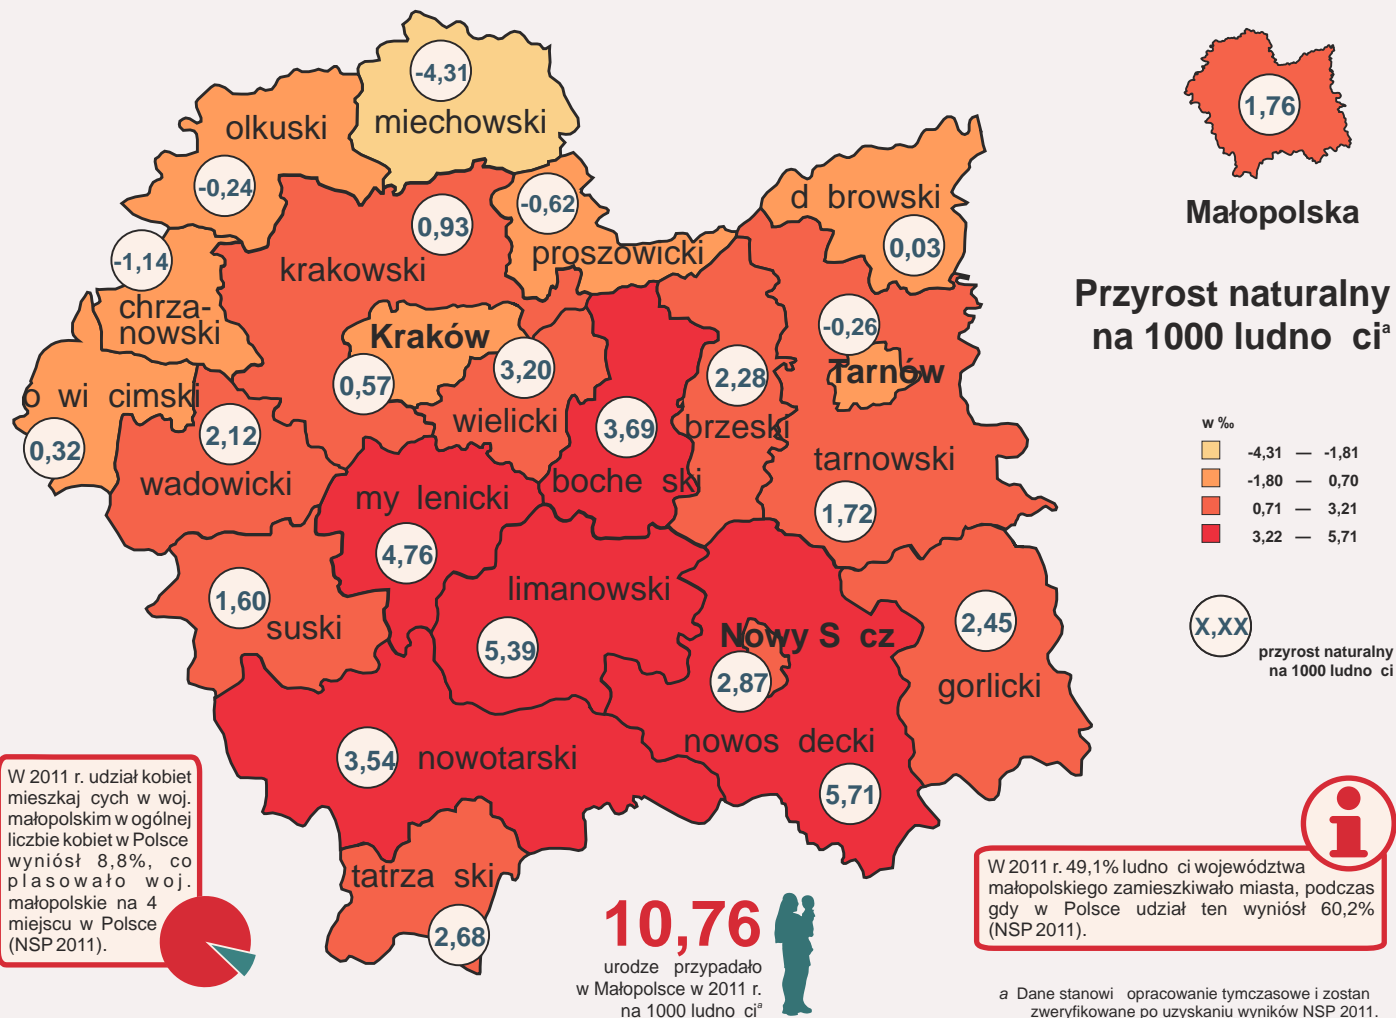 -4,31
miechowski
olkuski
-0,24
1,76
Małopolska
-0,62
proszowicki
d browski
0,03
0,93
krakowski
-1,14
chrza-
nowski
Przyrost naturalny
na 1000 ludno ciᵃ
Kraków
0,57
3,20
wielicki
3,69
boche ski
2,28
brzeski
-0,26
Tarnów
tarnowski
1,72
o wi cimski
0,32
2,12
wadowicki
w ‰
-4,31 — -1,81
-1,80 — 0,70
0,71 — 3,21
3,22 — 5,71
my lenicki
4,76
limanowski
5,39
1,60
suski
Nowy S cz
2,87
2,45
gorlicki
X,XX
przyrost naturalny
na 1000 ludno ci
3,54 nowotarski
nowos decki
5,71
tatrza ski
2,68
W 2011 r. udział kobiet
mieszkaj cych w woj.
małopolskim w ogólnej
liczbie kobiet w Polsce
wyniósł 8,8%, co
plasowało woj.
małopolskie na 4
miejscu w Polsce
(NSP 2011).
10,76
urodze przypadało
w Małopolsce w 2011 r.
na 1000 ludno ciᵃ
i
W 2011 r. 49,1% ludno ci województwa
małopolskiego zamieszkiwało miasta, podczas
gdy w Polsce udział ten wyniósł 60,2%
(NSP 2011).
a Dane stanowi opracowanie tymczasowe i zostan
zweryfikowane po uzyskaniu wyników NSP 2011.